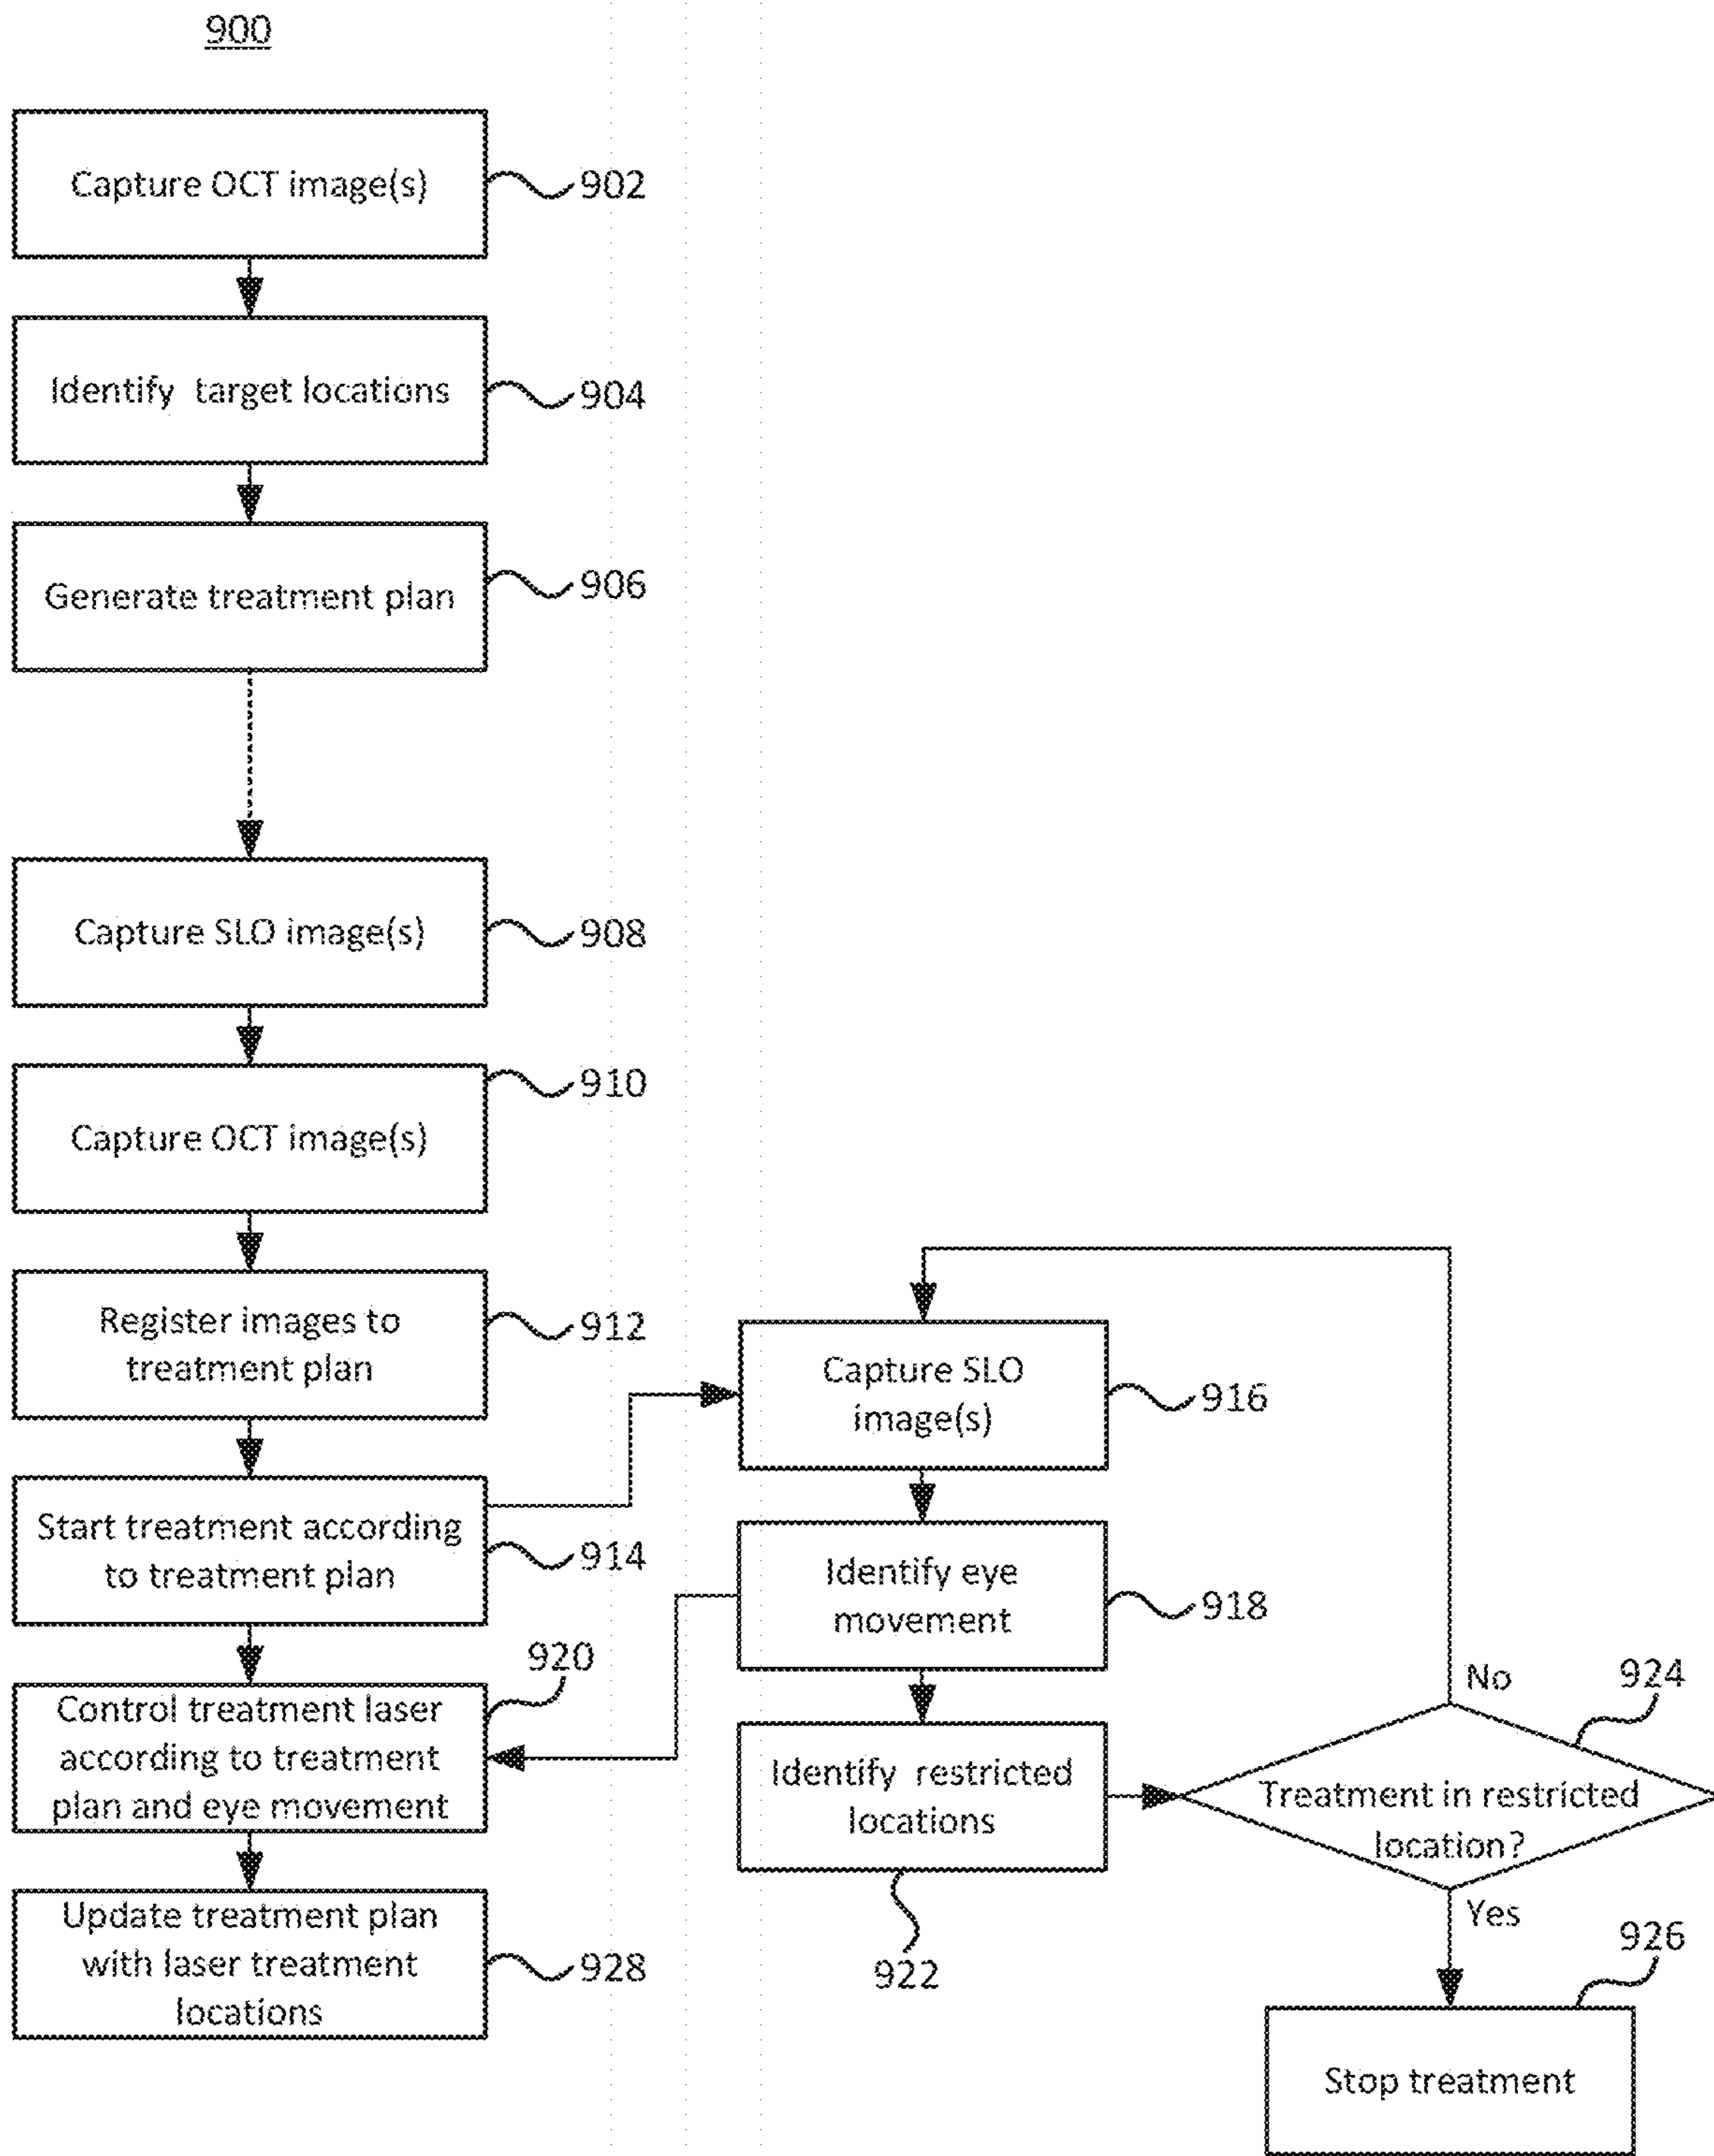 900
Capture OCT image(s)
902
Identify target locations
904
Generate treatment plan
906
Capture SLO image(s)
908
910
Capture OCT image(s)
Register images to
treatment plan
912
Capture SLO
image(s)
916
Start treatment according
to treatment plan
914
Identify eye
movement
918
920
Control treatment laser
according to treatment
plan and eye movement
Identify restricted
locations
922
No
924
Treatment in restricted
location?
Yes
Update treatment plan
with laser treatment
locations
928
926
Stop treatment